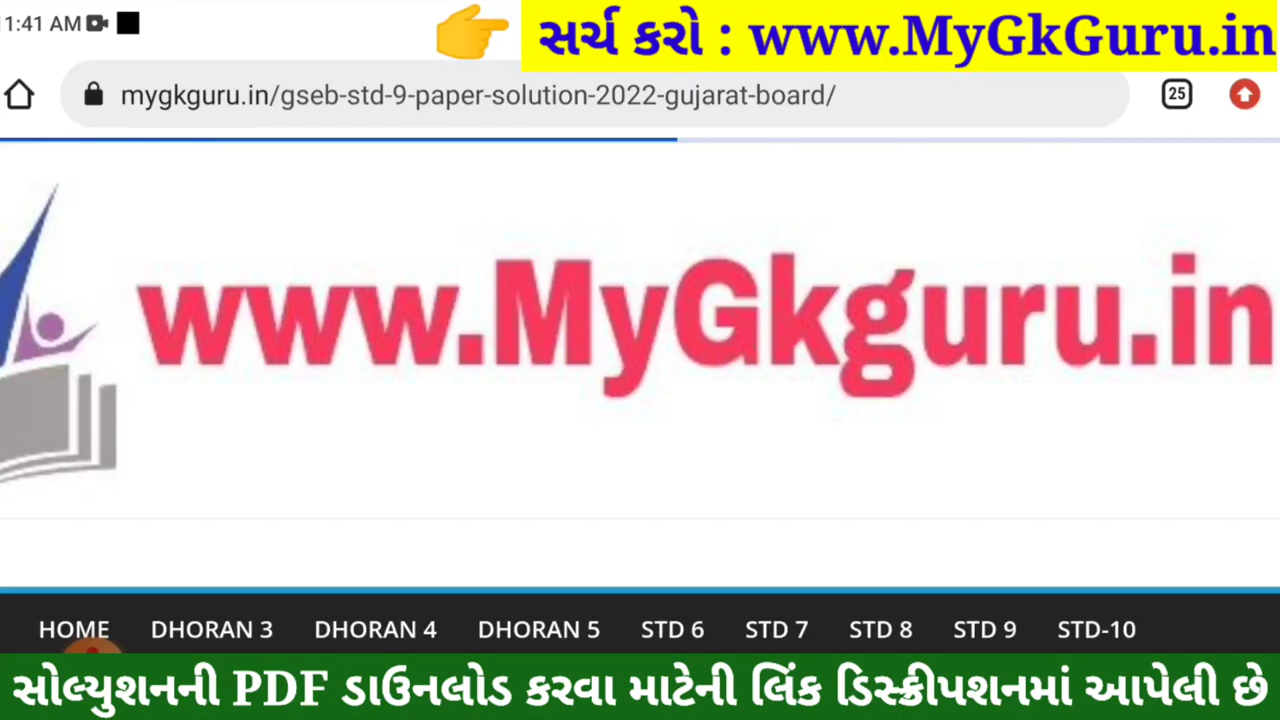 1:41 AM
👉 સર્ચ કરો : www.MyGkGuru.in
mygkguru.in/gseb-std-9-paper-solution-2022-gujarat-board/
25
www.MyGkguru.in
HOME DHORAN 3 DHORAN 4 DHORAN 5 STD 6 STD 7 STD 8 STD 9 STD-10
સોલ્યુશનની PDF ડાઉનલોડ કરવા માટેની લિંક ડિસ્ક્રીપશનમાં આપેલી છે